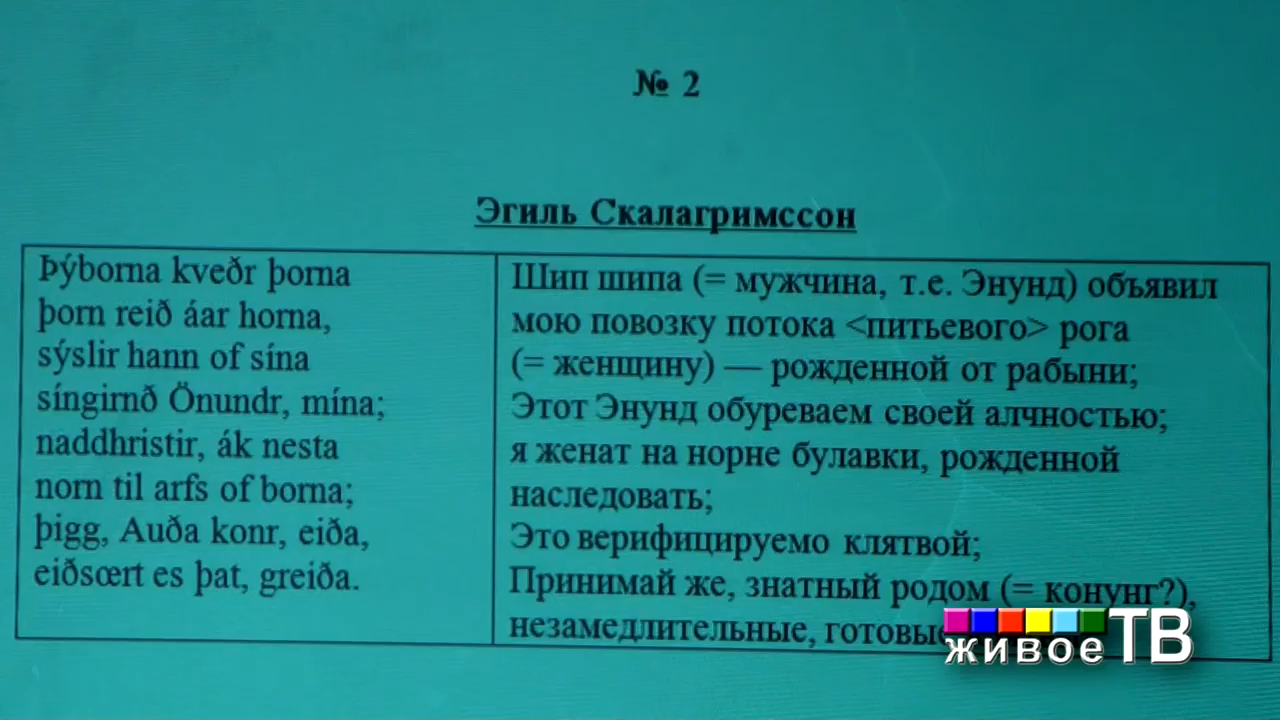 № 2
Эгиль Скалагримссон
Þýborna kveðr þorna
þorn reið áar horna,
sýslir hann of sína
síngirnð Önundr, mína;
naddhristir, ák nesta
norn til arfs of borna;
þigg, Auða konr, eiða,
eiðsœrt es þat, greiða.
Шип шипа (= мужчина, т.е. Энунд) объявил
мою повозку потока <питьевого> рога
(= женщину) — рожденной от рабыни;
Этот Энунд обуреваем своей алчностью;
я женат на норне булавки, рожденной
наследовать;
Это верифицируемо клятвой;
Принимай же, знатный родом (= конунг?),
незамедлительные, готовые
живоеТВ